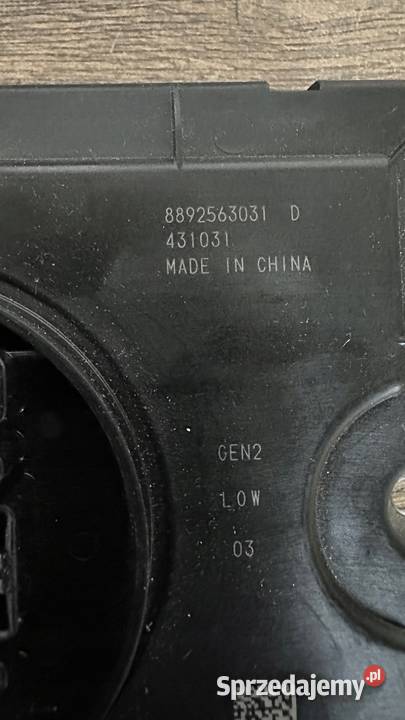 8892563031 D
431031
MADE IN CHINA
GEN2
LOW
03
Sprzedajemy.pl